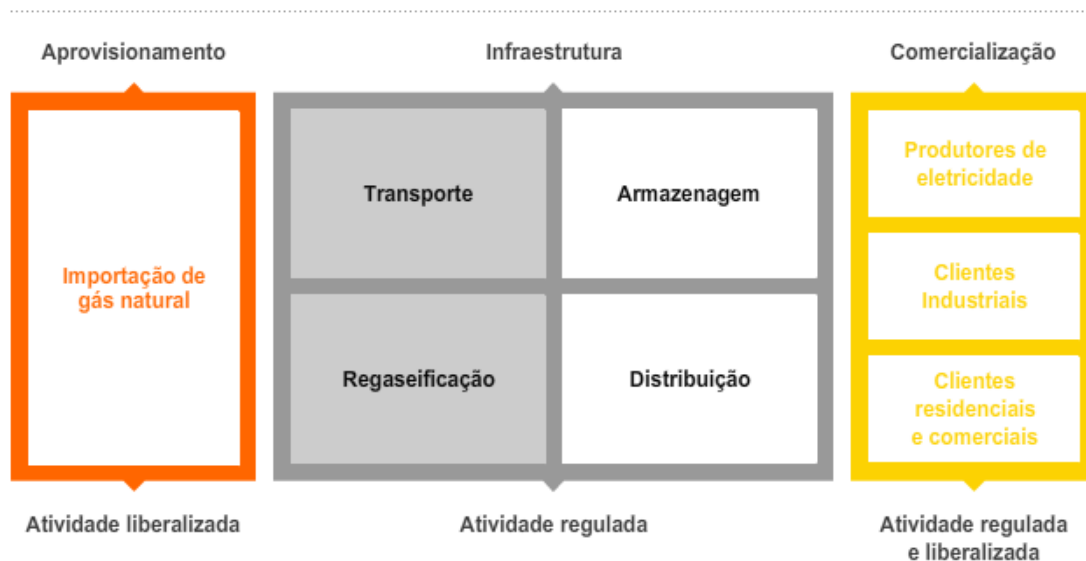 Aprovisionamento
Infraestrutura
Comercialização
Importação de
gás natural
Transporte
Armazenagem
Regaseificação
Distribuição
Produtores de
eletricidade
Clientes
Industriais
Clientes
residenciais
e comerciais
Atividade liberalizada
Atividade regulada
Atividade regulada
e liberalizada